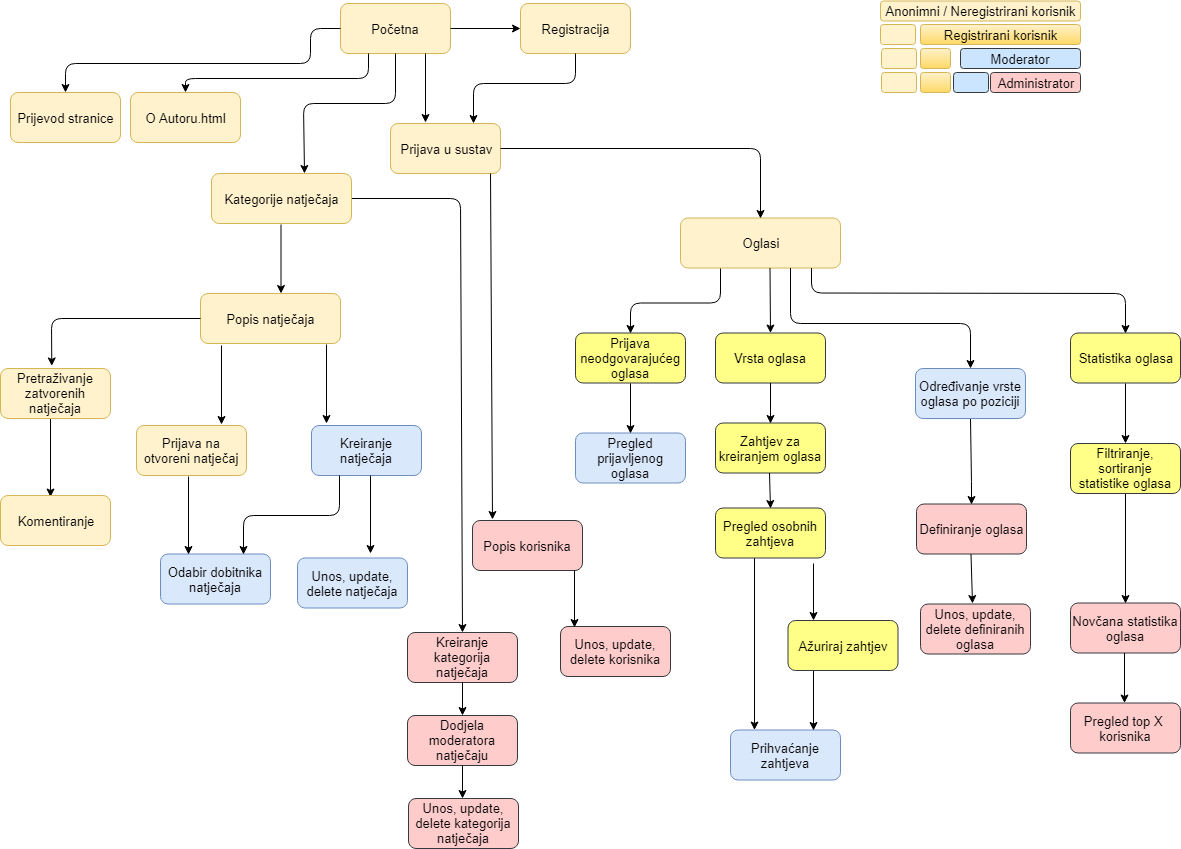 Početna
Registracija
Anonimni / Neregistrirani korisnik
Registrirani korisnik
Moderator
Administrator
Prijevod stranice
O Autoru.html
Prijava u sustav
Kategorije natječaja
Oglasi
Popis natječaja
Pretraživanje
zatvorenih
natječaja
Prijava na
otvoreni natječaj
Kreiranje
natječaja
Komentiranje
Odabir dobitnika
natječaja
Unos, update,
delete natječaja
Popis korisnika
Unos, update,
delete korisnika
Kreiranje
kategorija
natječaja
Dodjela
moderatora
natječaju
Unos, update,
delete kategorija
natječaja
Prijava
neodgovarajućeg
oglasa
Pregled
prijavljenog
oglasa
Vrsta oglasa
Zahtjev za
kreiranjem oglasa
Pregled osobnih
zahtjeva
Ažuriraj zahtjev
Prihvaćanje
zahtjeva
Određivanje vrste
oglasa po poziciji
Definiranje oglasa
Unos, update,
delete definiranih
oglasa
Statistika oglasa
Filtriranje,
sortiranje
statistike oglasa
Novčana statistika
oglasa
Pregled top X
korisnika